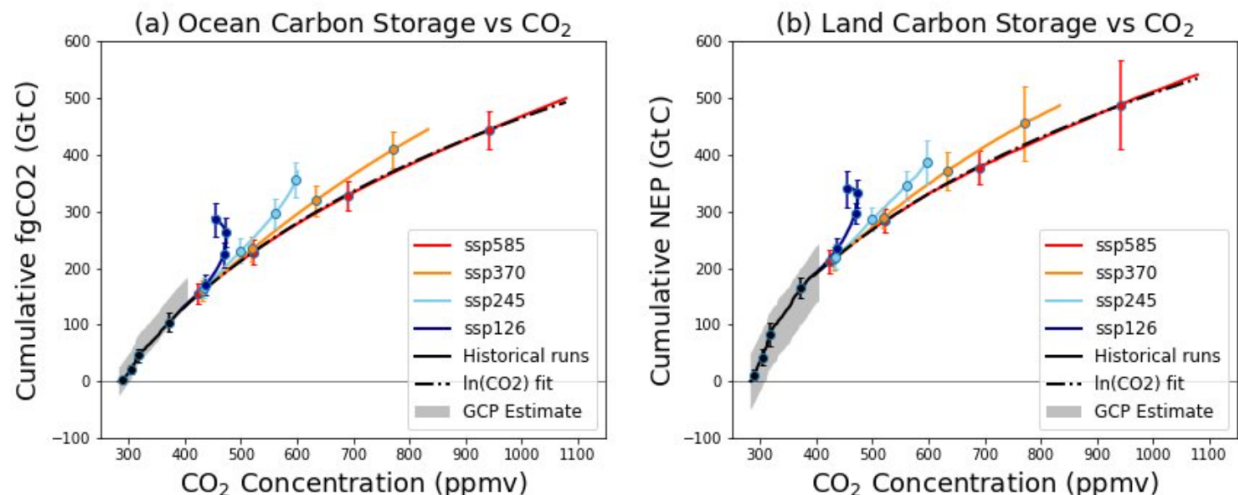 (a) Ocean Carbon Storage vs CO₂
Cumulative fgCO2 (Gt C)
600
500
400
300
200
100
0
−100
ssp585
ssp370
ssp245
ssp126
Historical runs
ln(CO2) fit
GCP Estimate
300 400 500 600 700 800 900 1000 1100
CO₂ Concentration (ppmv)
(b) Land Carbon Storage vs CO₂
Cumulative NEP (Gt C)
600
500
400
300
200
100
0
−100
ssp585
ssp370
ssp245
ssp126
Historical runs
ln(CO2) fit
GCP Estimate
300 400 500 600 700 800 900 1000 1100
CO₂ Concentration (ppmv)